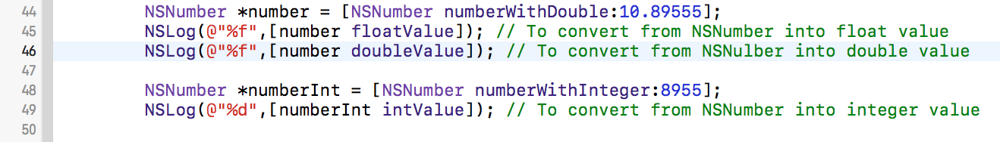 44 NSNumber *number = [NSNumber numberWithDouble:10.89555];
45 NSLog(@"%f",[number floatValue]); // To convert from NSNumber into float value
46 NSLog(@"%f",[number doubleValue]); // To convert from NSNulber into double value
47
48 NSNumber *numberInt = [NSNumber numberWithInteger:8955];
49 NSLog(@"%d",[numberInt intValue]); // To convert from NSNumber into integer value
50